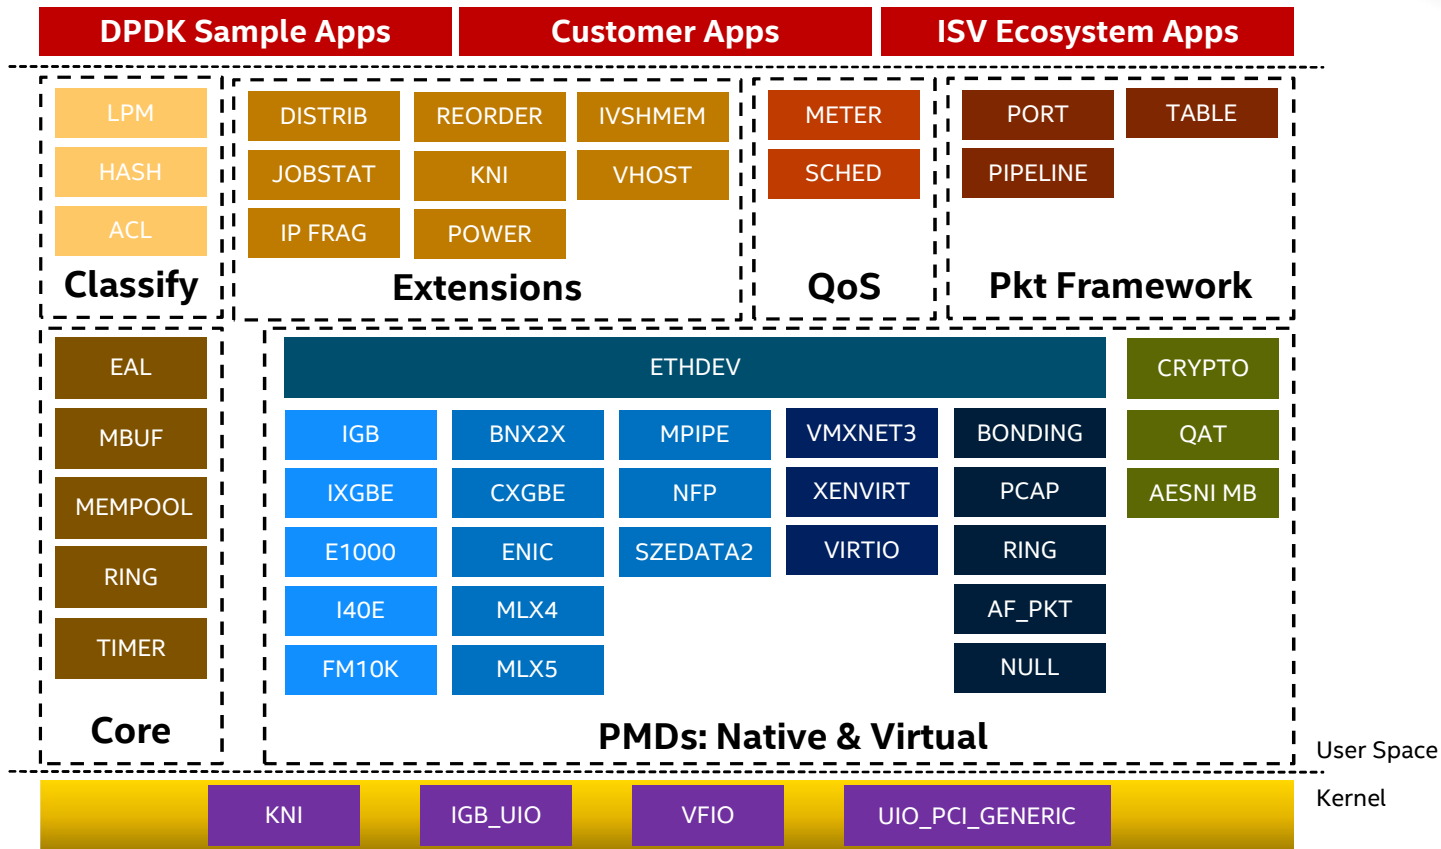 DPDK Sample Apps
Customer Apps
ISV Ecosystem Apps
LPM
HASH
ACL
Classify
DISTRIB
REORDER
IVSHMEM
JOBSTAT
KNI
VHOST
IP FRAG
POWER
Extensions
METER
SCHED
QoS
PORT
TABLE
PIPELINE
Pkt Framework
EAL
MBUF
MEMPOOL
RING
TIMER
Core
ETHDEV
CRYPTO
IGB
BNX2X
MPIPE
VMXNET3
BONDING
QAT
IXGBE
CXGBE
NFP
XENVIRT
PCAP
AESNI MB
E1000
ENIC
SZEDATA2
VIRTIO
RING
I40E
MLX4
AF_PKT
FM10K
MLX5
NULL
PMDs: Native & Virtual
User Space
Kernel
KNI
IGB_UIO
VFIO
UIO_PCI_GENERIC